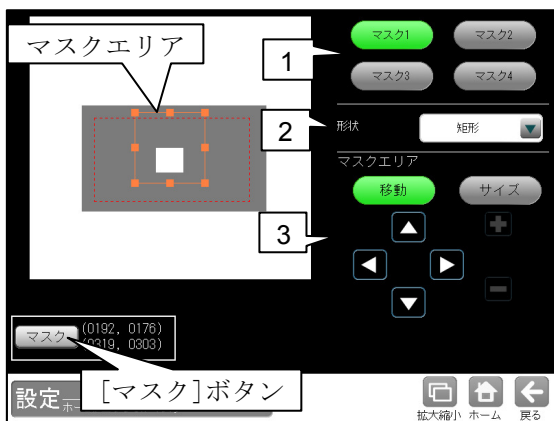 マスクエリア
1
マスク1
マスク2
マスク3
マスク4
2
形状
矩形
マスクエリア
移動
サイズ
3
マスク
(0192, 0176)
(0319, 0303)
[マスク]ボタン
設定
拡大縮小
ホーム
戻る